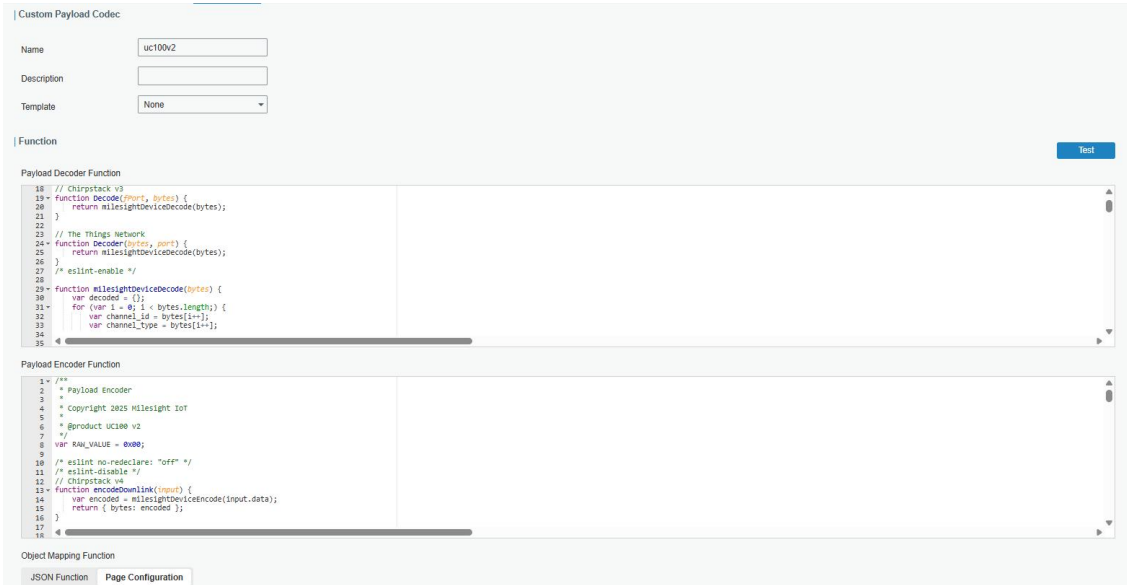 Custom Payload Codec
Name uc100v2
Description
Template None
Function
Test
Payload Decoder Function
18 // Chirpstack v3
19 function Decode(fPort, bytes) {
20 return milesightDeviceDecode(bytes);
21 }
22
23 // The Things Network
24 function Decoder(bytes, port) {
25 return milesightDeviceDecode(bytes);
26 }
27 /* eslint-enable */
28
29 function milesightDeviceDecode(bytes) {
30 var decoded = {};
31 for (var i = 0; i < bytes.length;) {
32 var channel_id = bytes[i++];
33 var channel_type = bytes[i++];
34
35
Payload Encoder Function
1 /**
2 * Payload Encoder
3 *
4 * Copyright 2025 Milesight IoT
5 *
6 * @product UC100 v2
7 */
8 var RAW_VALUE = 0x00;
9
10 /* eslint no-redeclare: "off" */
11 /* eslint-disable */
12 // Chirpstack v4
13 function encodeDownlink(input) {
14 var encoded = milesightDeviceEncode(input.data);
15 return { bytes: encoded };
16 }
17
18
Object Mapping Function
JSON Function Page Configuration